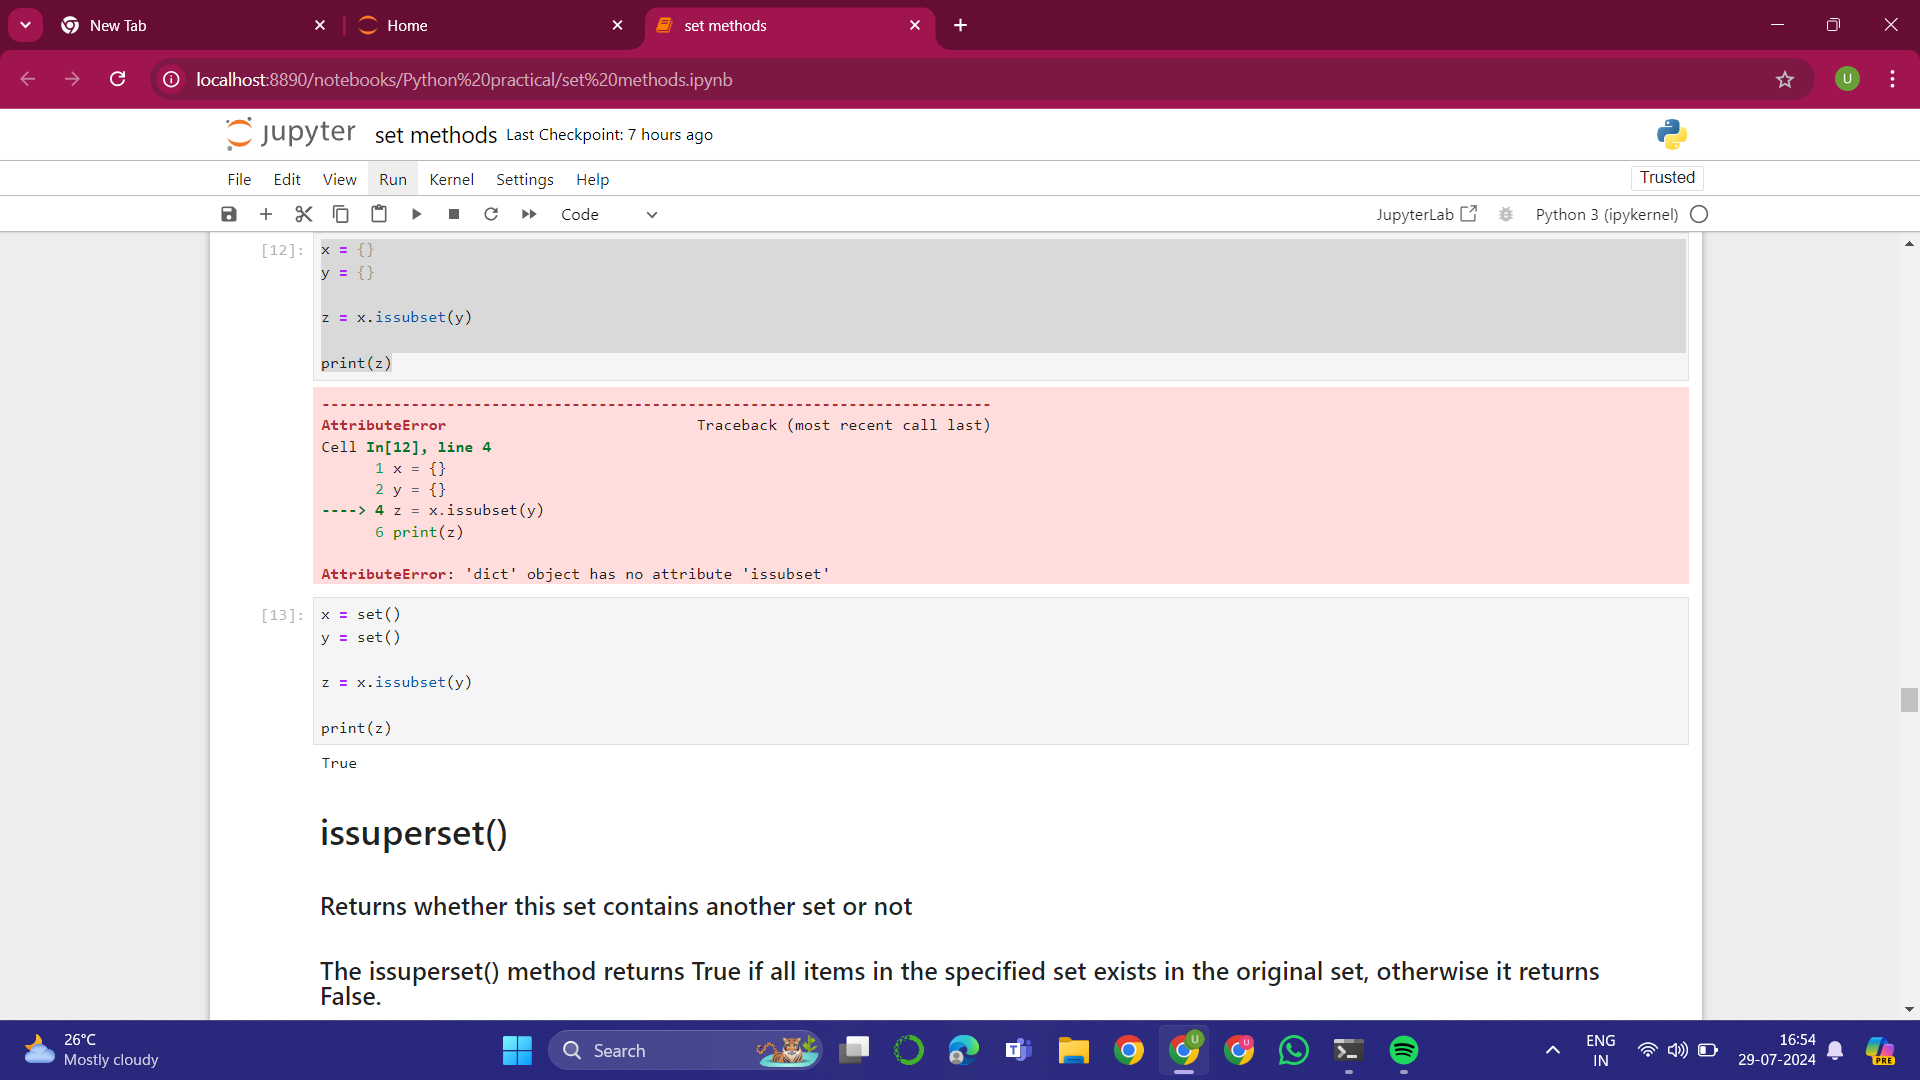 New Tab
Home
set methods
localhost:8890/notebooks/Python%20practical/set%20methods.ipynb
U
jupyter set methods Last Checkpoint: 7 hours ago
File Edit View Run Kernel Settings Help
Trusted
Code
JupyterLab
Python 3 (ipykernel)
[12]:
x = {}
y = {}
z = x.issubset(y)
print(z)
---------------------------------------------------------------------------
AttributeError Traceback (most recent call last)
Cell In[12], line 4
1 x = {}
2 y = {}
----> 4 z = x.issubset(y)
6 print(z)
AttributeError: 'dict' object has no attribute 'issubset'
[13]:
x = set()
y = set()
z = x.issubset(y)
print(z)
True
issuperset()
Returns whether this set contains another set or not
The issuperset() method returns True if all items in the specified set exists in the original set, otherwise it returns
False.
26°C
Mostly cloudy
Search
U
U
ENG
IN
16:54
29-07-2024
PRE